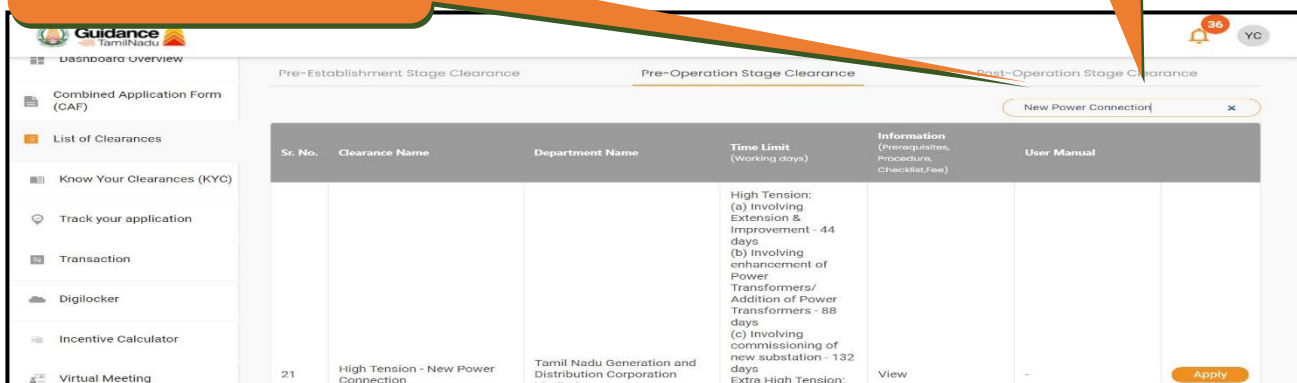 Guidance
TamilNadu
36
YC
Dashboard Overview
Pre-Establishment Stage Clearance
Pre-Operation Stage Clearance
Post-Operation Stage Clearance
Combined Application Form
(CAF)
New Power Connection
×
List of Clearances
Sr. No.
Clearance Name
Department Name
Time Limit
(Working days)
Information
(Prerequisites,
Procedure,
Checklist,Fee)
User Manual
Know Your Clearances (KYC)
Track your application
Transaction
Digilocker
Incentive Calculator
Virtual Meeting
21
High Tension - New Power
Connection
Tamil Nadu Generation and
Distribution Corporation
High Tension:
(a) Involving
Extension &
Improvement - 44
days
(b) Involving
enhancement of
Power
Transformers/
Addition of Power
Transformers - 88
days
(c) Involving
commissioning of
new substation - 132
days
Extra High Tension:
View
-
Apply